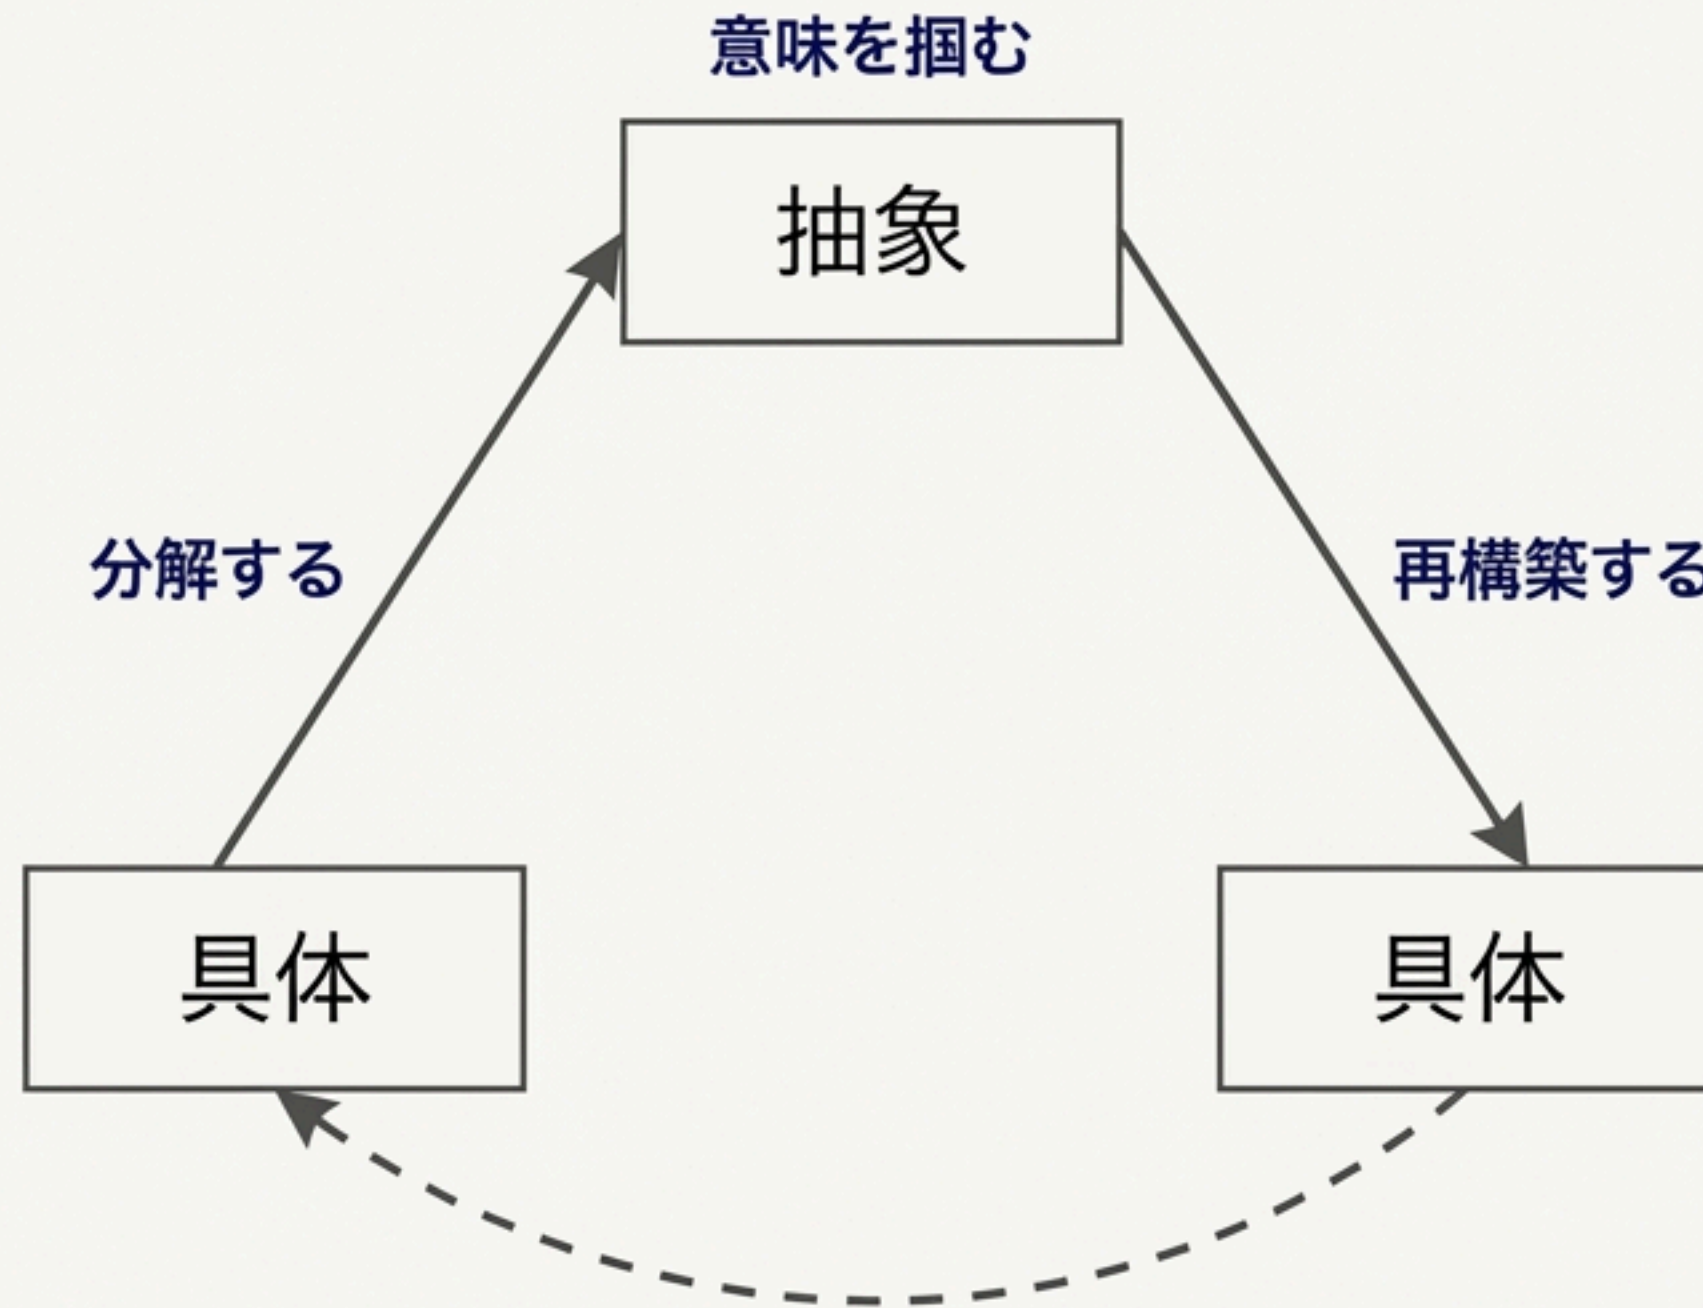 意味を掴む
抽象
分解する
再構築する
具体
具体